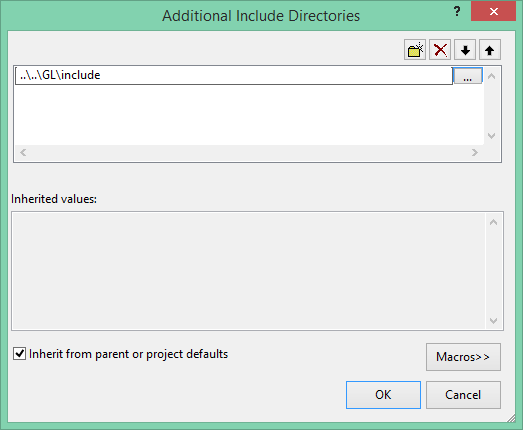 Additional Include Directories
?
..\..\GL\include
...
Inherited values:
Inherit from parent or project defaults
Macros>>
OK
Cancel